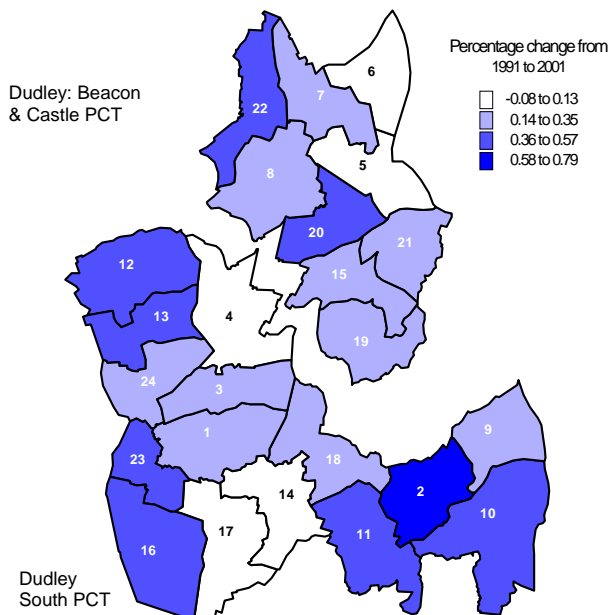 Percentage change from
1991 to 2001
-0.08 to 0.13
0.14 to 0.35
0.36 to 0.57
0.58 to 0.79
Dudley: Beacon
& Castle PCT
6
7
22
5
8
20
21
12
15
13
4
19
24
3
1
9
23
18
14
2
10
17
11
16
Dudley
South PCT